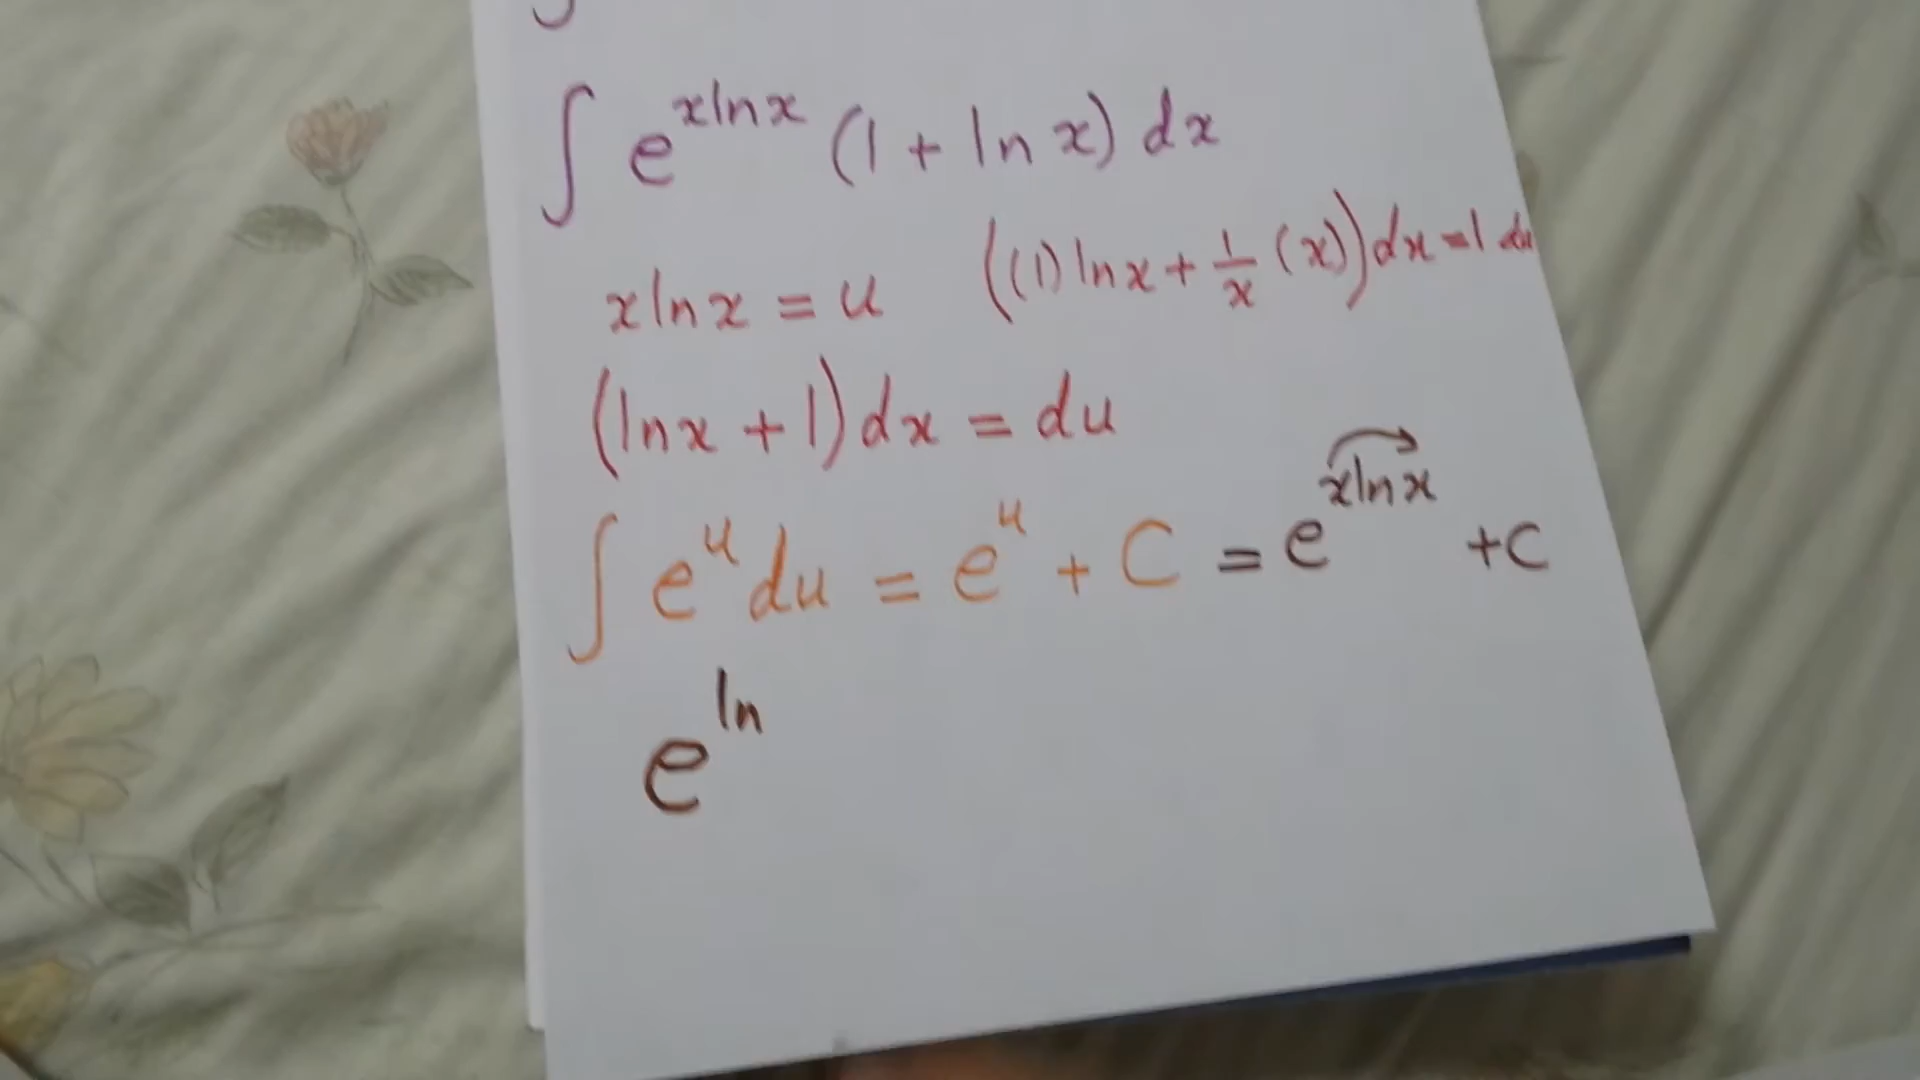 ∫ e^{x ln x} (1 + ln x) dx
x ln x = u ((1) ln x + 1/x (x)) dx = 1 du
(ln x + 1) dx = du
∫ e^u du = e^u + C = e^{x ln x} + C
e^{ln}